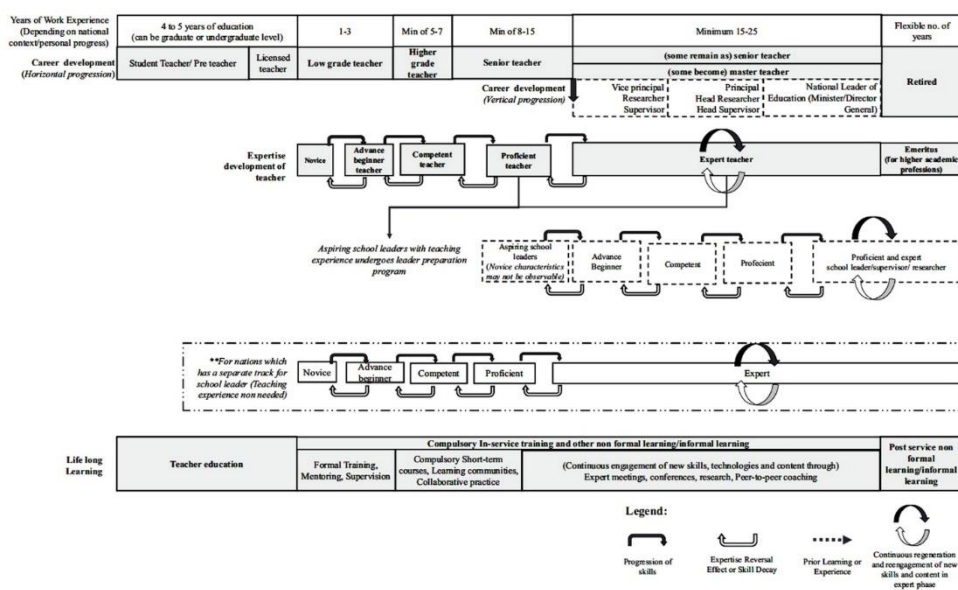 Years of Work Experience
(Depending on national
context/personal progress)
4 to 5 years of education
(can be graduate or undergraduate level)
1-3
Min of 5-7
Min of 8-15
Minimum 15-25
Flexible no. of
years
Career development
(Horizontal progression)
Student Teacher/ Pre teacher
Licensed
teacher
Low grade teacher
Higher
grade
teacher
Senior teacher
(some remain as) senior teacher
(some become) master teacher
Retired
Career development
(Vertical progression)
Vice principal
Researcher
Supervisor
Principal
Head Researcher
Head Supervisor
National Leader of
Education (Minister/Director
General)
Expertise
development of
teacher
Novice
Advance
beginner
teacher
Competent
teacher
Proficient
teacher
Expert teacher
Emeritus
(for higher academic
professions)
Aspiring school leaders with teaching
experience undergoes leader preparation
program
Aspiring school
leaders
(Novice characteristics
may not be observable)
Advance
Beginner
Competent
Profecient
Proficient and expert
school leader/supervisor/ researcher
**For nations which
has a separate track for
school leader (Teaching
experience non needed)
Novice
Advance
beginner
Competent
Proficient
Expert
Life long
Learning
Teacher education
Compulsory In-service training and other non formal learning/informal learning
Formal Training,
Mentoring, Supervision
Compulsory Short-term
courses, Learning communities,
Collaborative practice
(Continuous engagement of new skills, technologies and content through)
Expert meetings, conferences, research, Peer-to-peer coaching
Post service non
formal
learning/informal
learning
Legend:
Progression of
skills
Expertise Reversal
Effect or Skill Decay
Prior Learning or
Experience
Continuous regeneration
and reengagement of new
skills and content in
expert phase